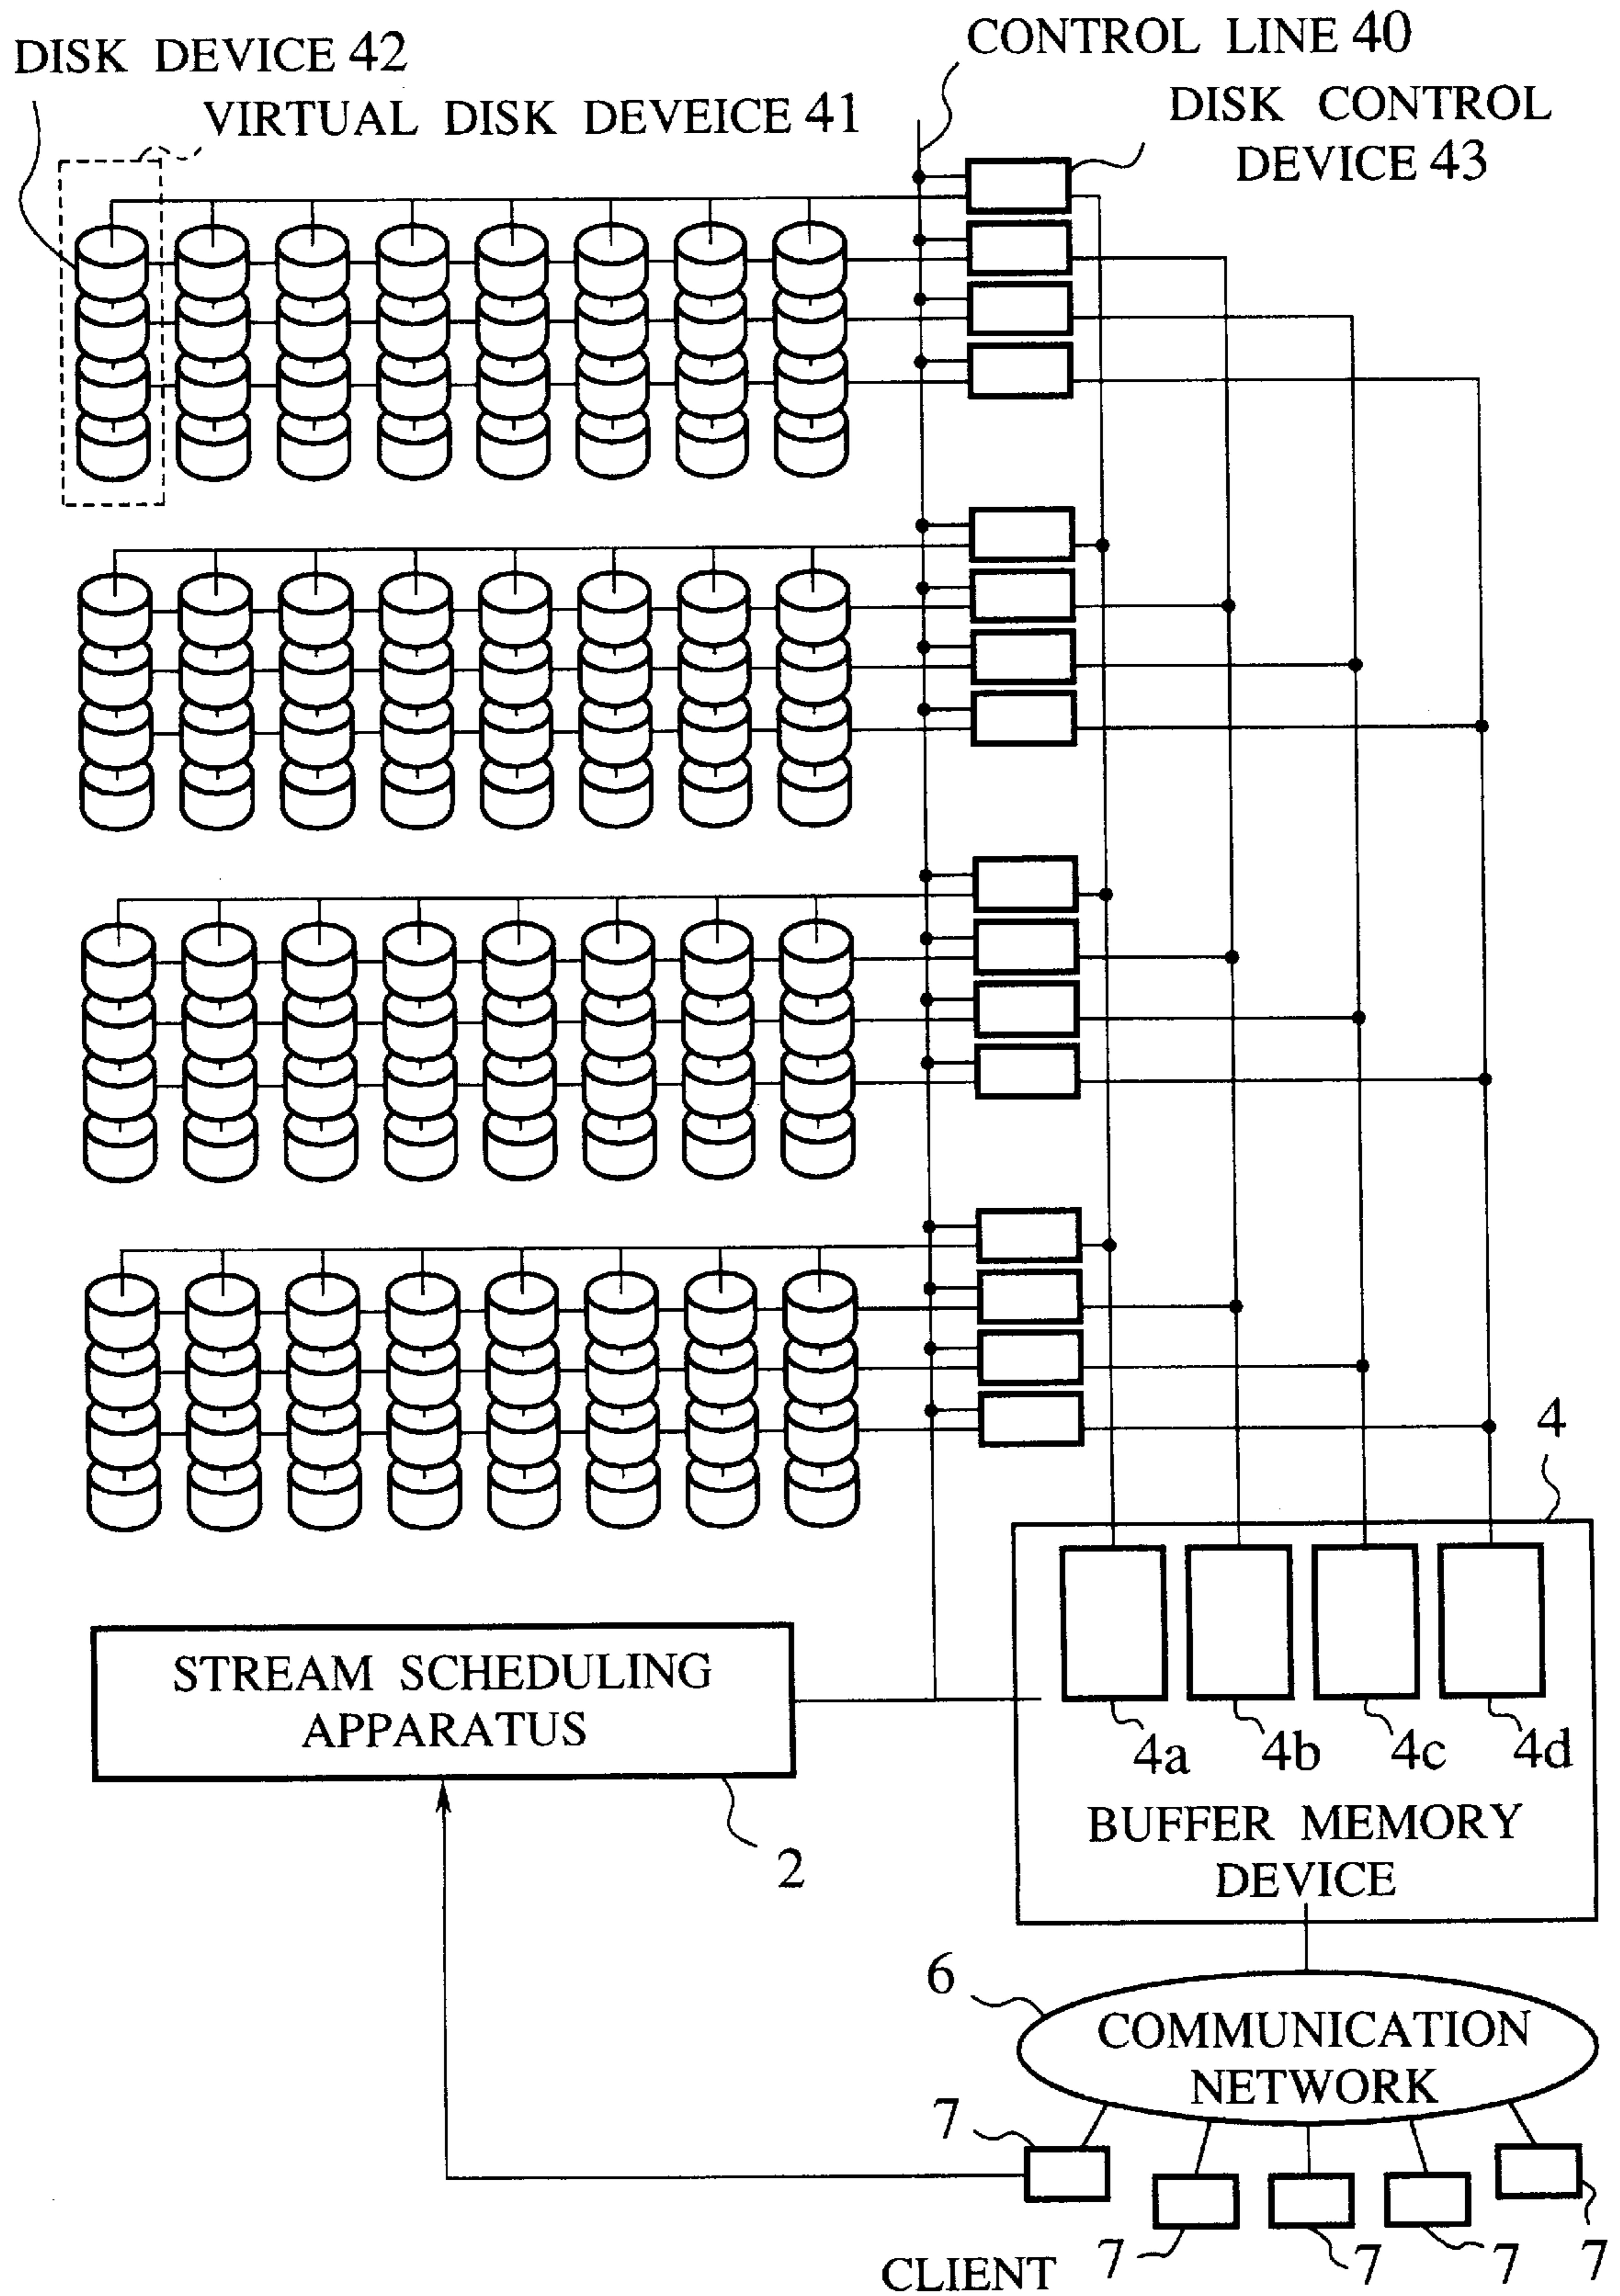 CONTROL LINE 40
DISK DEVICE 42
DISK CONTROL
DEVICE 43
VIRTUAL DISK DEVEICE 41
4
STREAM SCHEDULING
APPARATUS
4a 4b 4c 4d
BUFFER MEMORY
DEVICE
2
6
COMMUNICATION
NETWORK
7
7 7 7 7
CLIENT